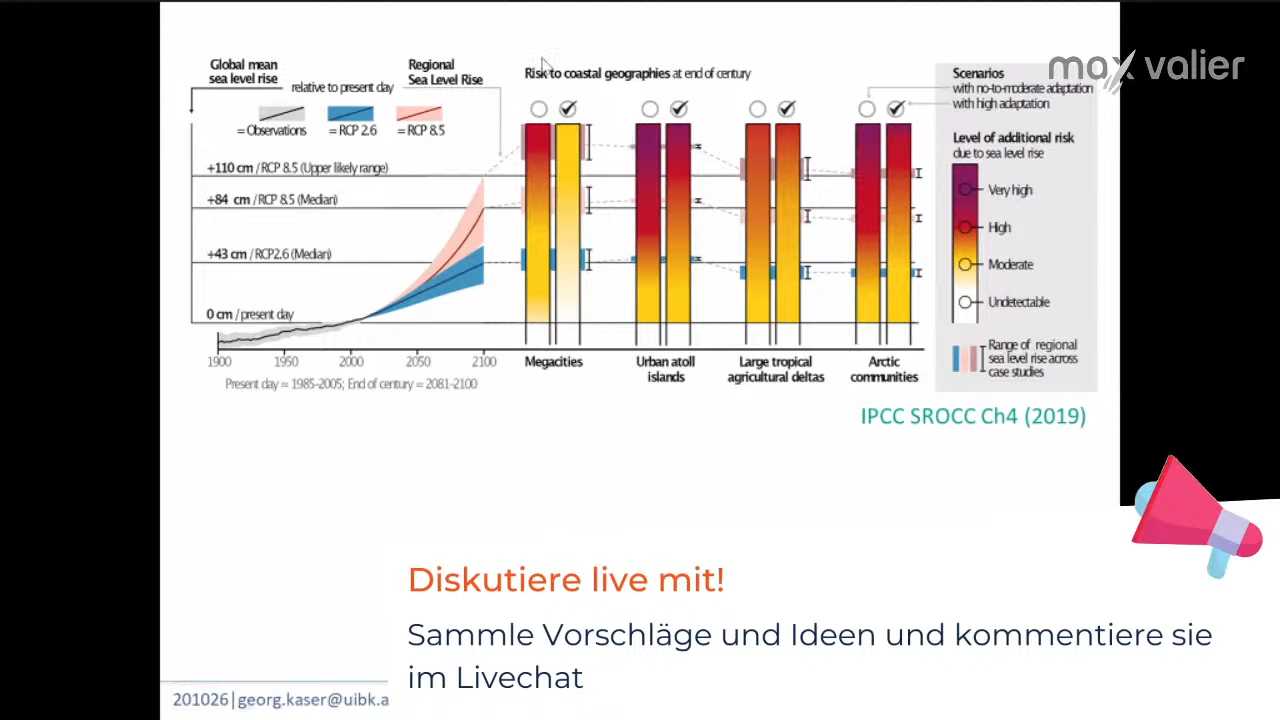 max valier
Global mean
sea level rise
relative to present day
Regional
Sea Level Rise
= Observations
= RCP 2.6
= RCP 8.5
+110 cm / RCP 8.5 (Upper likely range)
+84 cm / RCP 8.5 (Median)
+43 cm / RCP2.6 (Median)
0 cm / present day
1900
1950
2000
2050
2100
Present day = 1985–2005; End of century = 2081–2100
Risk to coastal geographies at end of century
Megacities
Urban atoll
islands
Large tropical
agricultural deltas
Arctic
communities
Scenarios
with no-to-moderate adaptation
with high adaptation
Level of additional risk
due to sea level rise
Very high
High
Moderate
Undetectable
Range of regional
sea level rise across
case studies
IPCC SROCC Ch4 (2019)
Diskutiere live mit!
Sammle Vorschläge und Ideen und kommentiere sie
im Livechat
201026|georg.kaser@uibk.a